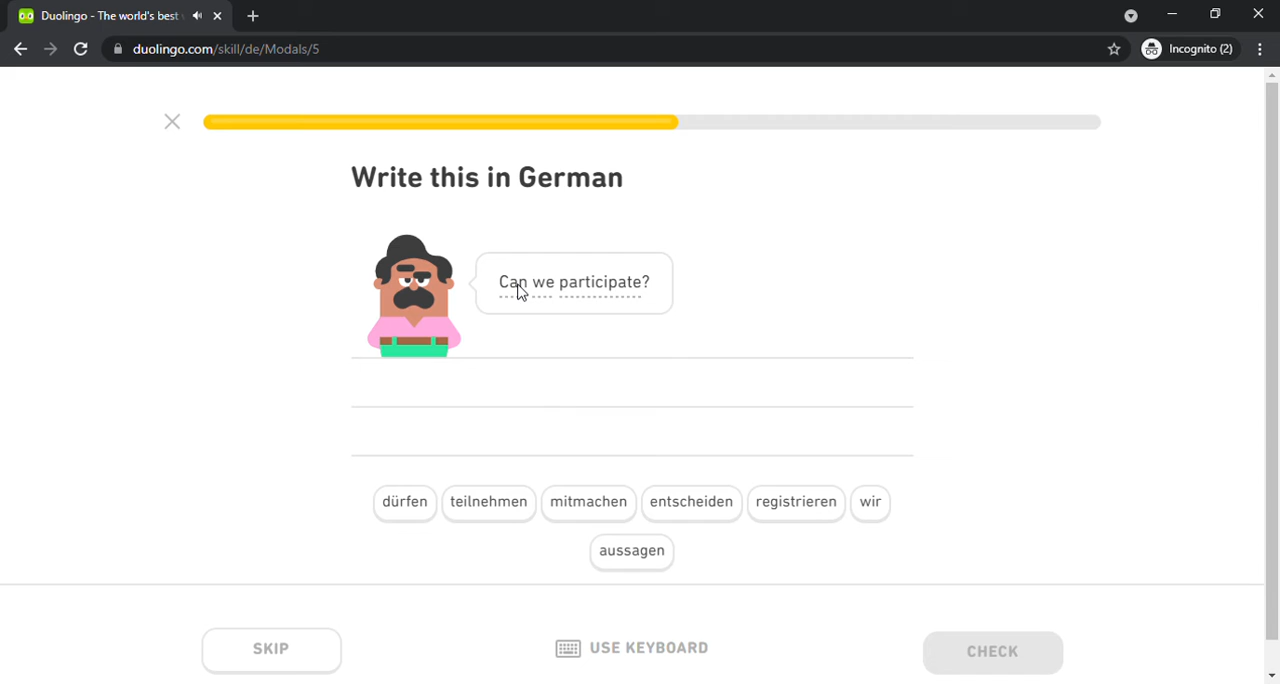 Duolingo - The world's best
duolingo.com/skill/de/Modals/5
Incognito (2)
Write this in German
Can we participate?
dürfen teilnehmen mitmachen entscheiden registrieren wir
aussagen
SKIP
USE KEYBOARD
CHECK